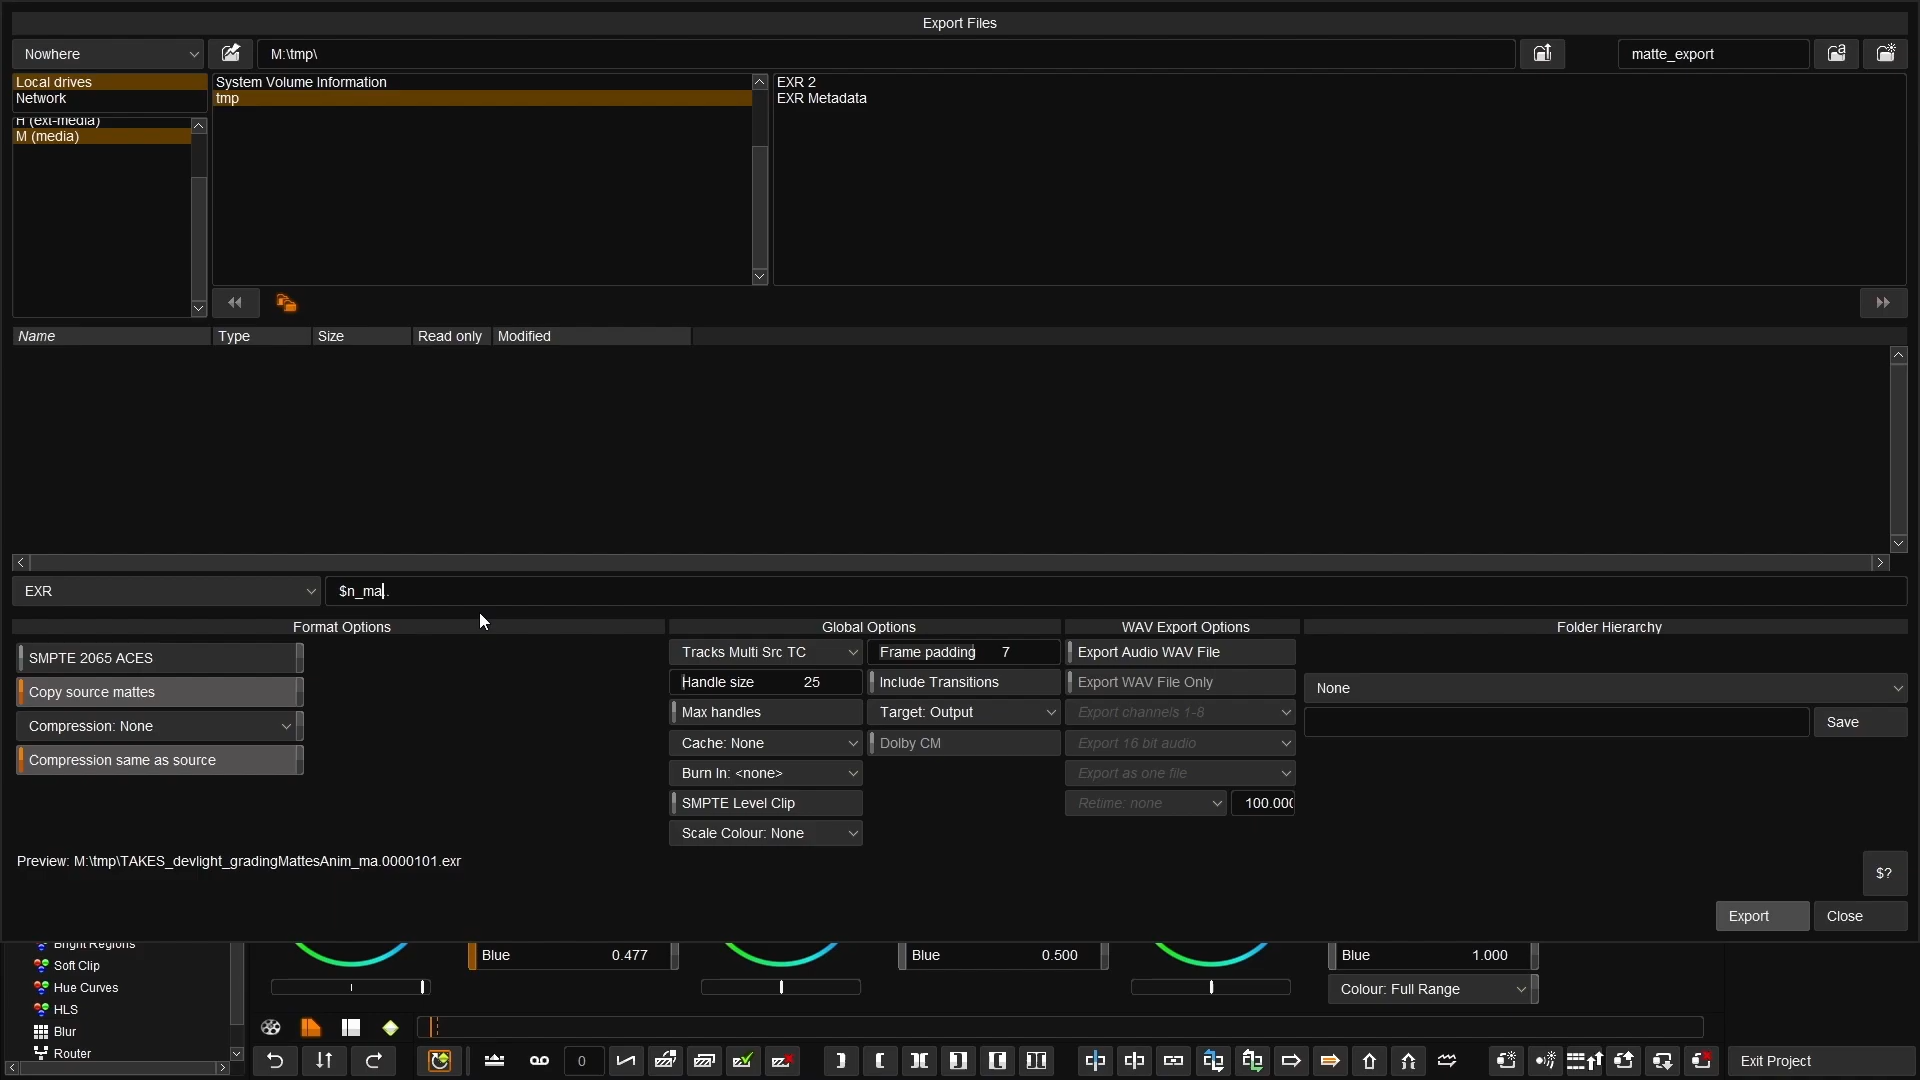 Export Files
Nowhere
M:\tmp\
matte_export
Local drives
Network
H (ext-media)
M (media)
System Volume Information
tmp
EXR 2
EXR Metadata
Name Type Size Read only Modified
EXR
$n_ma.
Format Options
Global Options
WAV Export Options
Folder Hierarchy
SMPTE 2065 ACES
Copy source mattes
Compression: None
Compression same as source
Tracks Multi Src TC
Frame padding 7
Handle size 25
Include Transitions
Max handles
Target: Output
Cache: None
Dolby CM
Burn In: <none>
SMPTE Level Clip
Scale Colour: None
Export Audio WAV File
Export WAV File Only
Export channels 1-8
Export 16 bit audio
Export as one file
Retime: none
100.000
None
Save
Preview: M:\tmp\TAKES_devlight_gradingMattesAnim_ma.0000101.exr
$?
Export
Close
Bright Regions
Soft Clip
Hue Curves
HLS
Blur
Router
Blue 0.477
Blue 0.500
Blue 1.000
Colour: Full Range
0
Exit Project